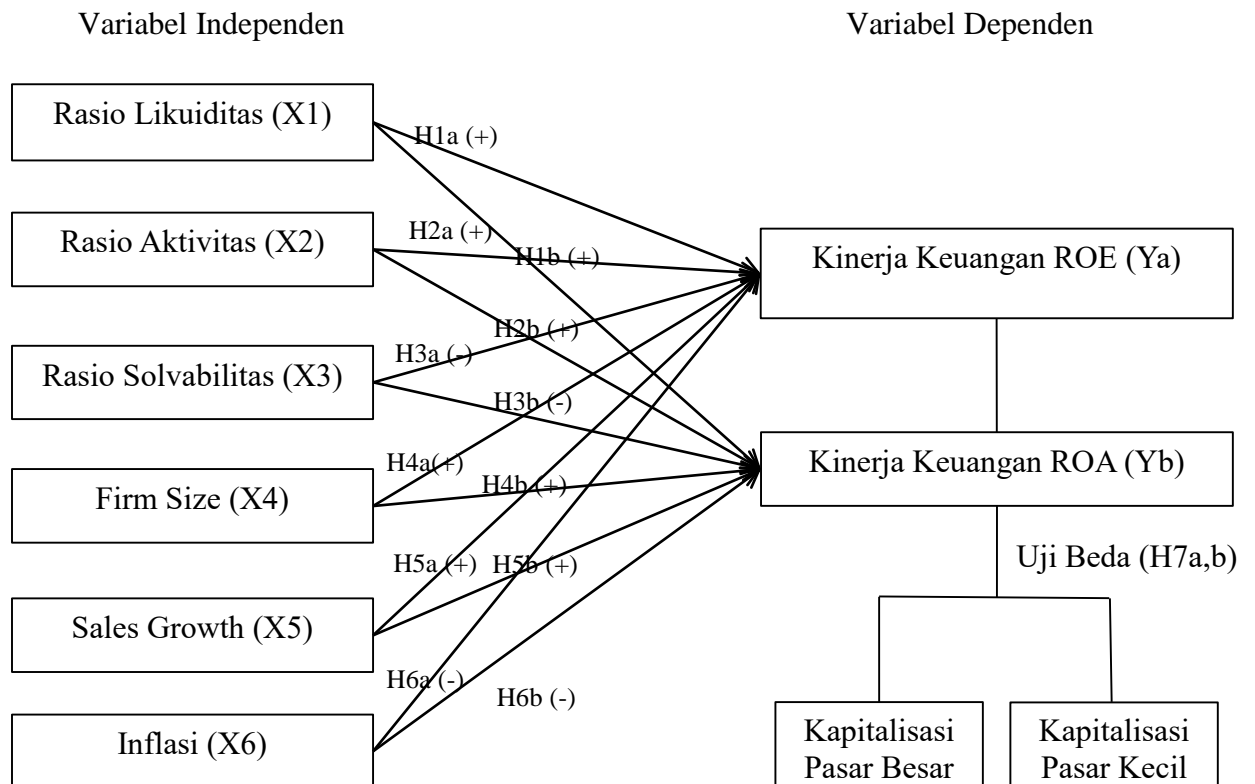 Variabel Independen
Variabel Dependen
Rasio Likuiditas (X1)
H1a (+)
Rasio Aktivitas (X2)
H2a (+)
H1b (+)
Kinerja Keuangan ROE (Ya)
H2b (+)
H3a (-)
Rasio Solvabilitas (X3)
H3b (-)
Kinerja Keuangan ROA (Yb)
H4a(+)
H4b (+)
Firm Size (X4)
Uji Beda (H7a,b)
H5a (+)
H5b (+)
Sales Growth (X5)
H6a (-)
H6b (-)
Inflasi (X6)
Kapitalisasi
Pasar Besar
Kapitalisasi
Pasar Kecil